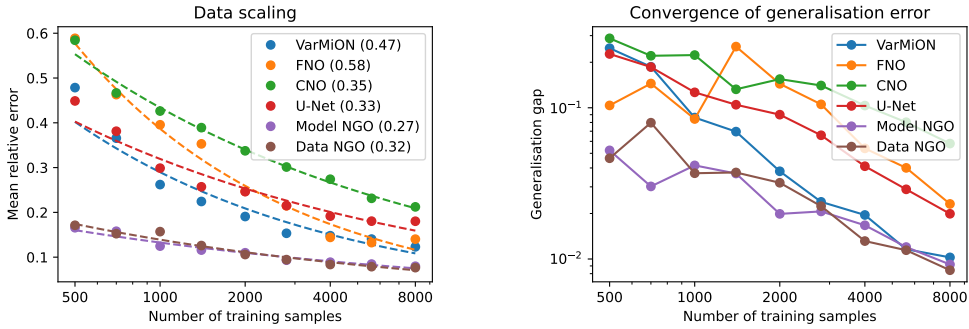 Data scaling
Mean relative error
0.6
0.5
0.4
0.3
0.2
0.1
VarMiON (0.47)
FNO (0.58)
CNO (0.35)
U-Net (0.33)
Model NGO (0.27)
Data NGO (0.32)
500
1000
2000
4000
8000
Number of training samples
Convergence of generalisation error
Generalisation gap
10⁻¹
10⁻²
VarMiON
FNO
CNO
U-Net
Model NGO
Data NGO
500
1000
2000
4000
8000
Number of training samples